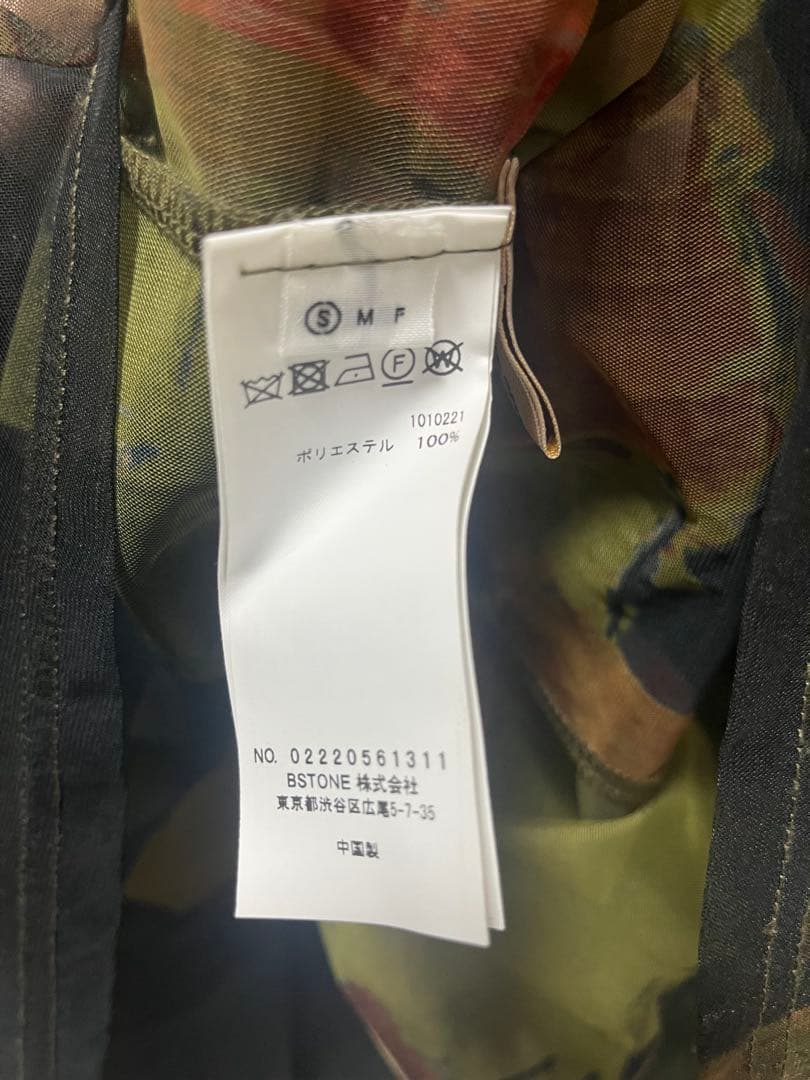 S M F
F W
1010221
ポリエステル 100%
NO. 02220561311
BSTONE 株式会社
東京都渋谷区広尾5-7-35
中国製